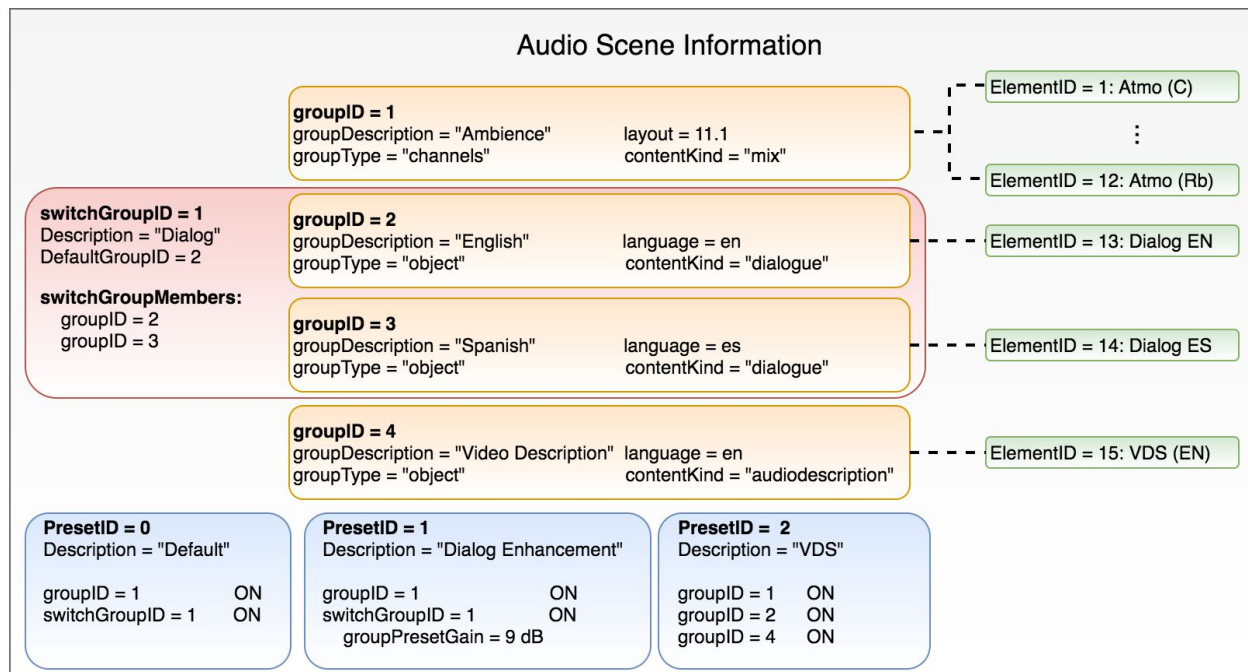 Audio Scene Information
groupID = 1
groupDescription = "Ambience" layout = 11.1
groupType = "channels" contentKind = "mix"
ElementID = 1: Atmo (C)
⋮
ElementID = 12: Atmo (Rb)
switchGroupID = 1
Description = "Dialog"
DefaultGroupID = 2
switchGroupMembers:
groupID = 2
groupID = 3
groupID = 2
groupDescription = "English" language = en
groupType = "object" contentKind = "dialogue"
ElementID = 13: Dialog EN
groupID = 3
groupDescription = "Spanish" language = es
groupType = "object" contentKind = "dialogue"
ElementID = 14: Dialog ES
groupID = 4
groupDescription = "Video Description" language = en
groupType = "object" contentKind = "audiodescription"
ElementID = 15: VDS (EN)
PresetID = 0
Description = "Default"
groupID = 1 ON
switchGroupID = 1 ON
PresetID = 1
Description = "Dialog Enhancement"
groupID = 1 ON
switchGroupID = 1 ON
groupPresetGain = 9 dB
PresetID = 2
Description = "VDS"
groupID = 1 ON
groupID = 2 ON
groupID = 4 ON